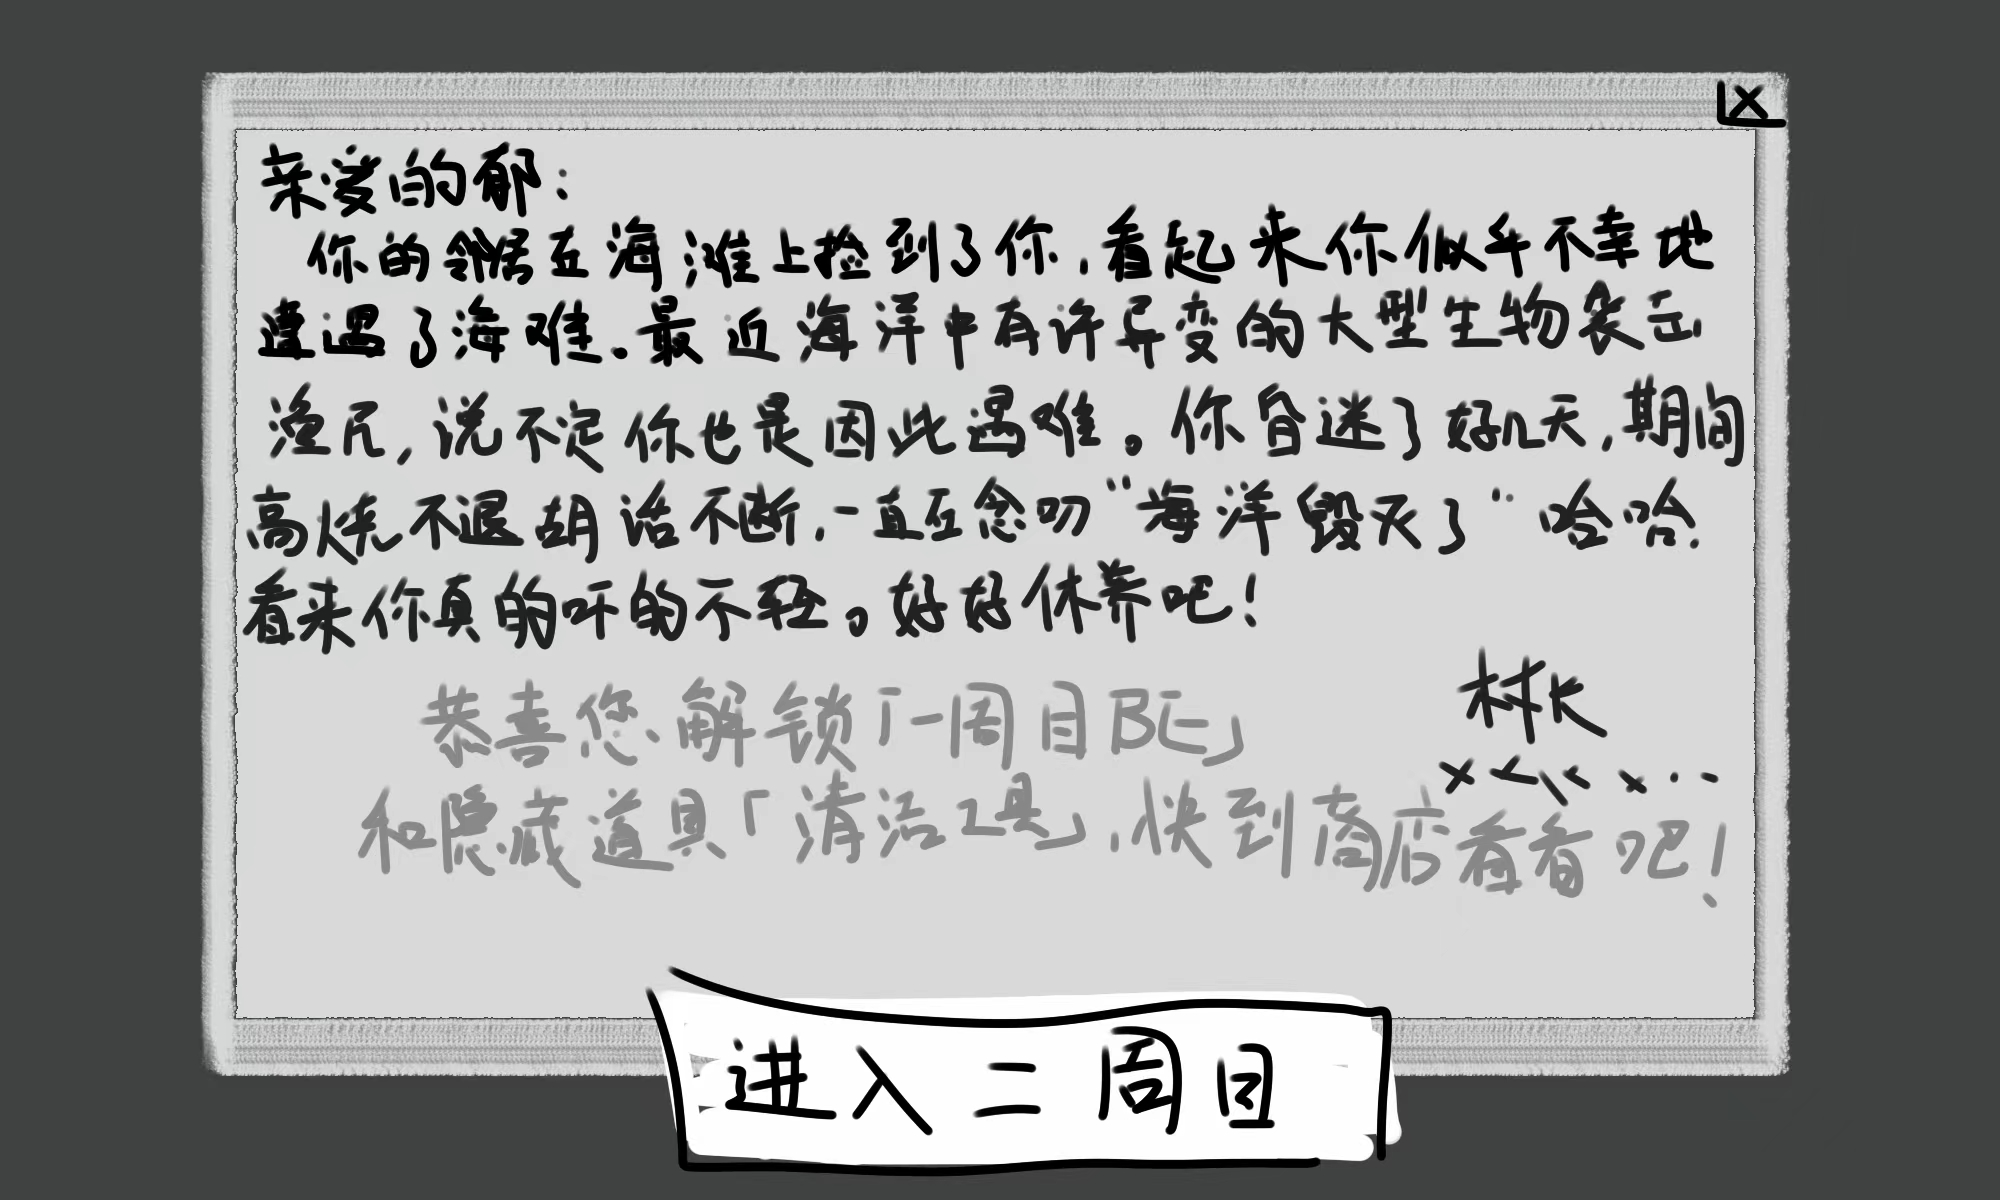 亲爱的郁：
你的邻居在海滩上捡到了你，看起来你似乎不幸地
遭遇了海难。最近海洋中有许异变的大型生物袭击
渔民，说不定你也是因此遇难。你昏迷了好几天，期间
高烧不退胡话不断，一直在念叨“海洋毁灭了”哈哈，
看来你真的吓的不轻。好好休养吧！
村长
恭喜您解锁「一周目BE」
和隐藏道具「清洁工具」，快到商店看看吧！
进入二周目